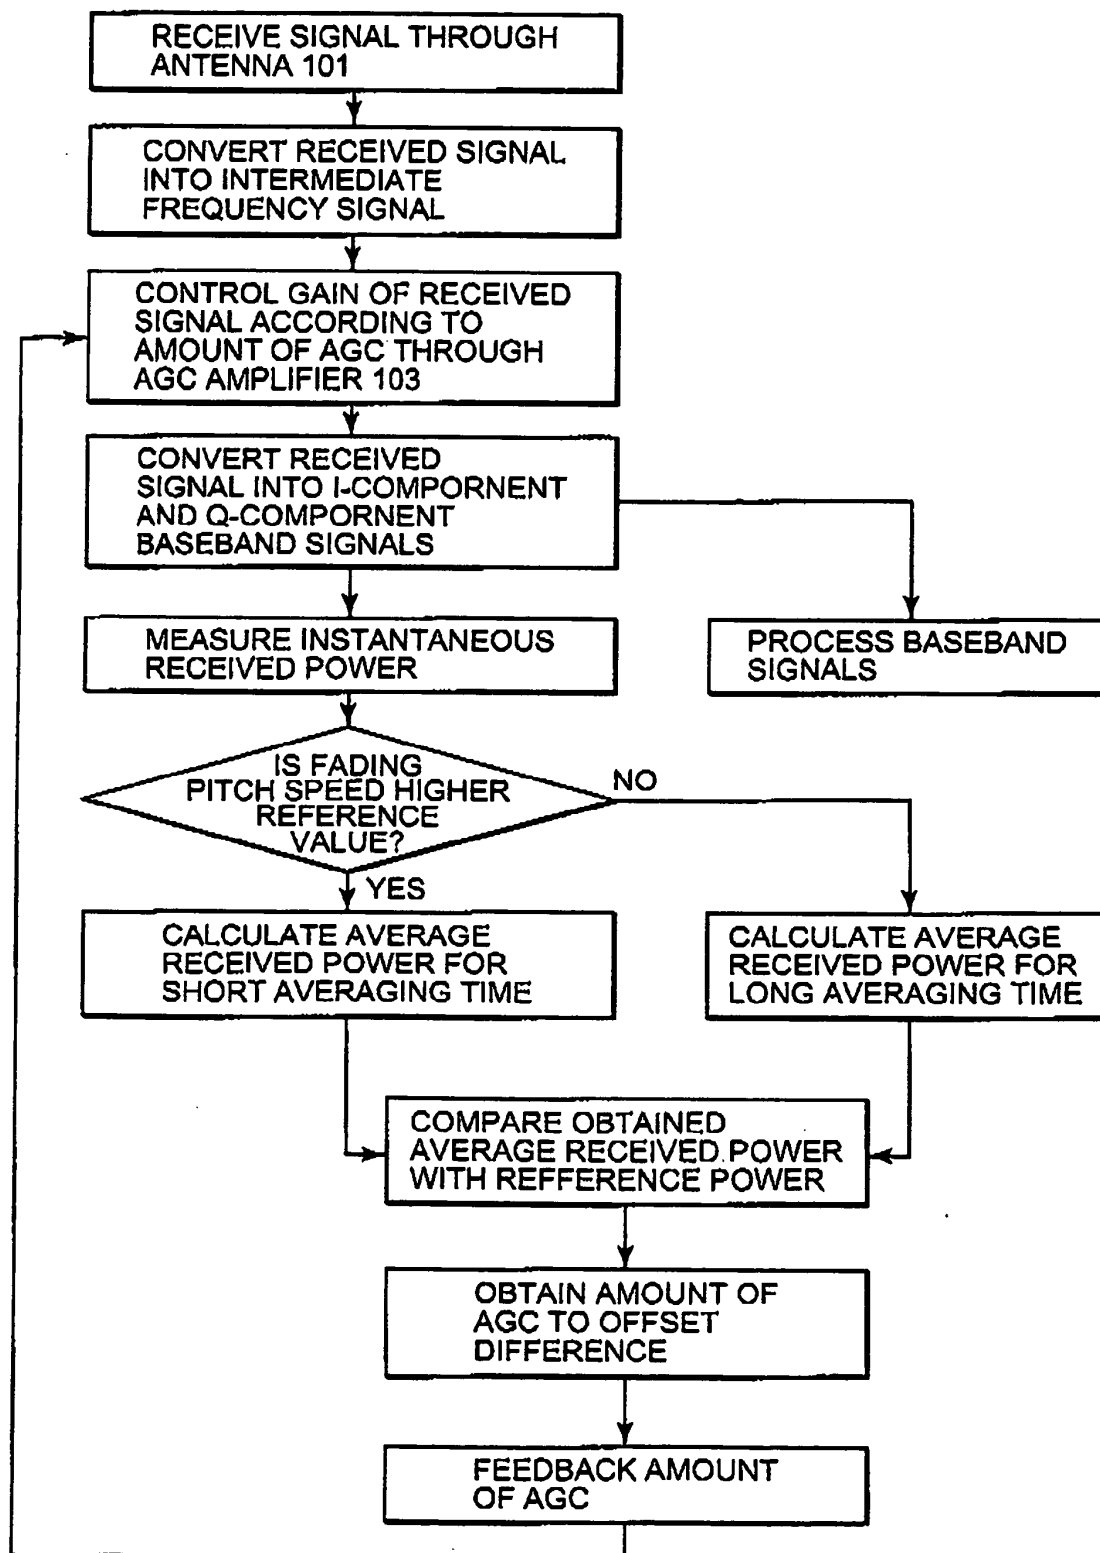 RECEIVE SIGNAL THROUGH
ANTENNA 101
CONVERT RECEIVED SIGNAL
INTO INTERMEDIATE
FREQUENCY SIGNAL
CONTROL GAIN OF RECEIVED
SIGNAL ACCORDING TO
AMOUNT OF AGC THROUGH
AGC AMPLIFIER 103
CONVERT RECEIVED
SIGNAL INTO I-COMPORNENT
AND Q-COMPORNENT
BASEBAND SIGNALS
MEASURE INSTANTANEOUS
RECEIVED POWER
PROCESS BASEBAND
SIGNALS
IS FADING
PITCH SPEED HIGHER
REFERENCE
VALUE?
NO
YES
CALCULATE AVERAGE
RECEIVED POWER FOR
SHORT AVERAGING TIME
CALCULATE AVERAGE
RECEIVED POWER FOR
LONG AVERAGING TIME
COMPARE OBTAINED
AVERAGE RECEIVED POWER
WITH REFFERENCE POWER
OBTAIN AMOUNT OF
AGC TO OFFSET
DIFFERENCE
FEEDBACK AMOUNT
OF AGC